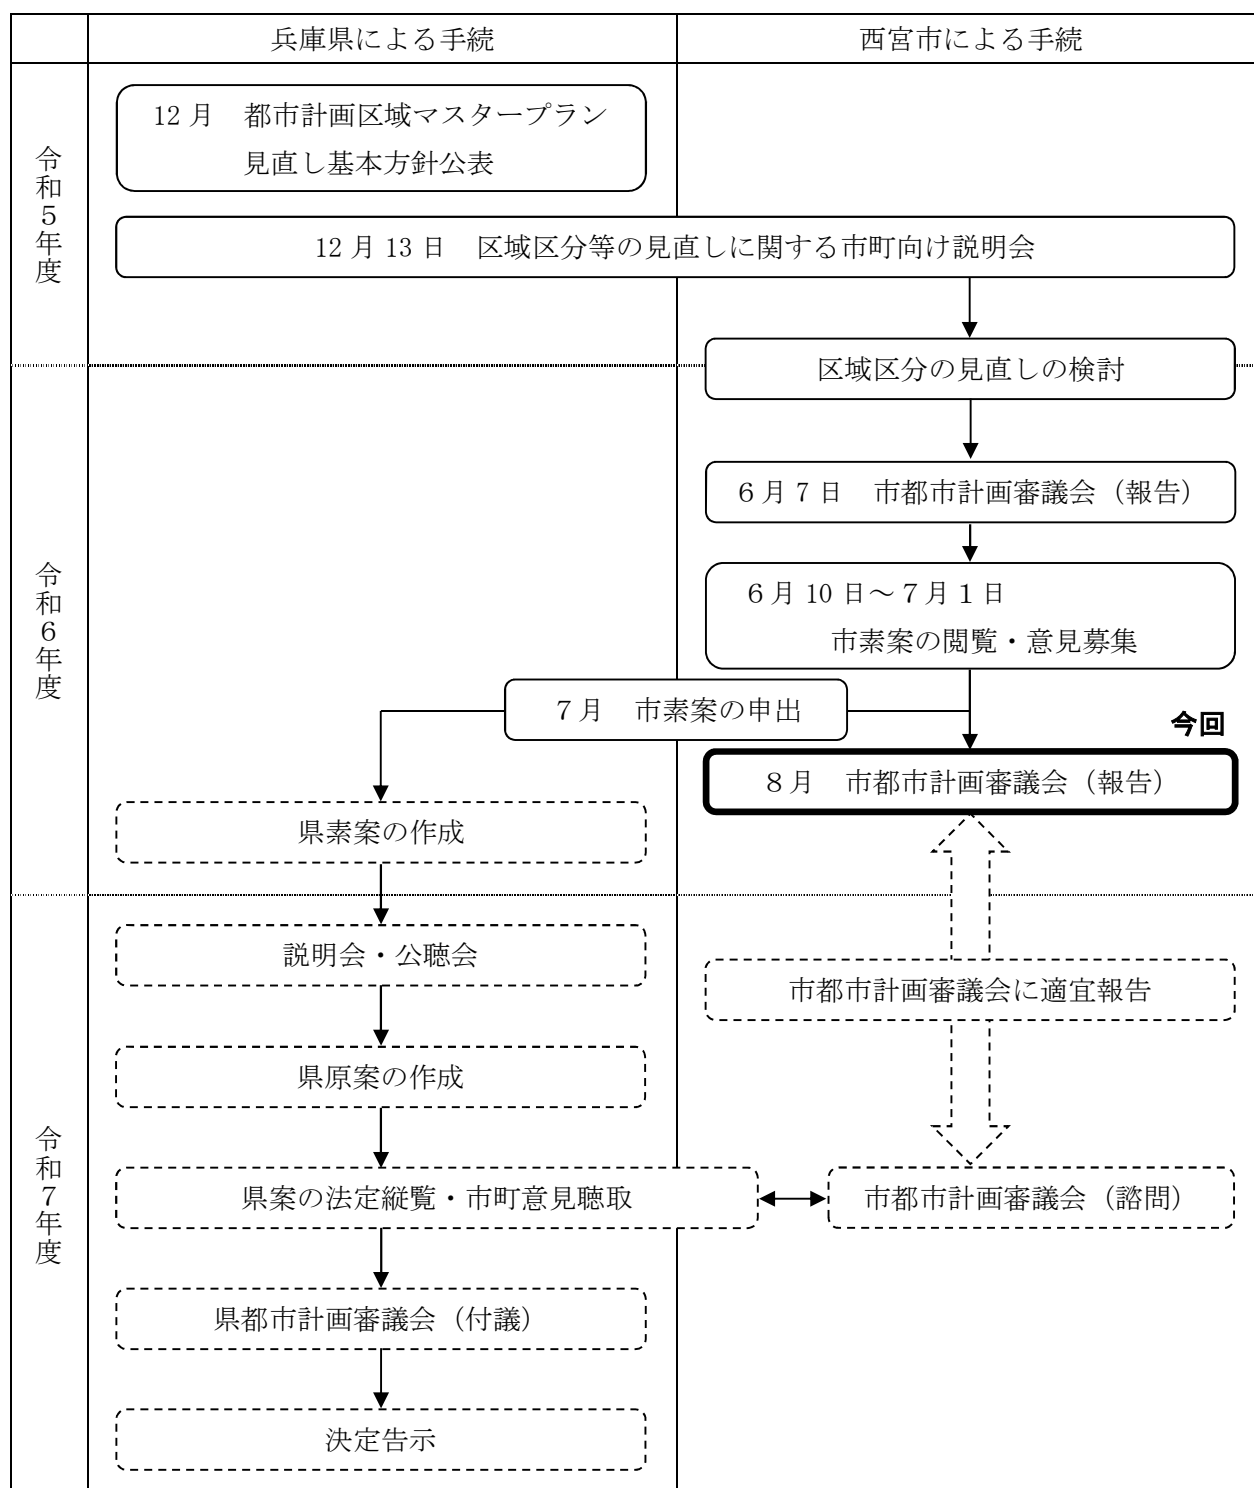 兵庫県による手続
西宮市による手続
令和５年度
12月　都市計画区域マスタープラン
見直し基本方針公表
12月13日　区域区分等の見直しに関する市町向け説明会
区域区分の見直しの検討
令和６年度
６月７日　市都市計画審議会（報告）
６月10日～７月１日
市素案の閲覧・意見募集
７月　市素案の申出
今回
８月　市都市計画審議会（報告）
県素案の作成
令和７年度
説明会・公聴会
市都市計画審議会に適宜報告
県原案の作成
県案の法定縦覧・市町意見聴取
市都市計画審議会（諮問）
県都市計画審議会（付議）
決定告示